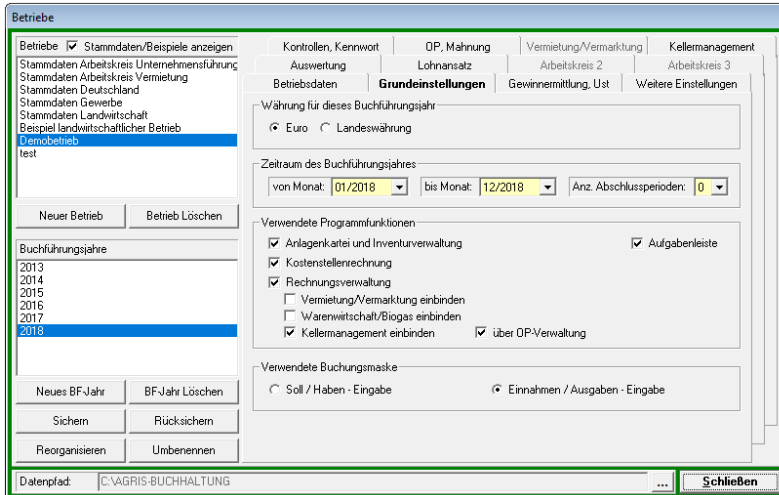 Betriebe
Betriebe Stammdaten/Beispiele anzeigen
Stammdaten Arbeitskreis Unternehmensführung
Stammdaten Arbeitskreis Vermietung
Stammdaten Deutschland
Stammdaten Gewerbe
Stammdaten Landwirtschaft
Beispiel landwirtschaftlicher Betrieb
Demobetrieb
test
Neuer Betrieb Betrieb Löschen
Buchführungsjahre
2013
2014
2015
2016
2017
2018
Neues BF-Jahr BF-Jahr Löschen
Sichern Rücksichern
Reorganisieren Umbenennen
Kontrollen, Kennwort OP, Mahnung Vermietung/Vermarktung Kellermanagement
Auswertung Lohnansatz Arbeitskreis 2 Arbeitskreis 3
Betriebsdaten Grundeinstellungen Gewinnermittlung, Ust Weitere Einstellungen
Währung für dieses Buchführungsjahr
Euro Landeswährung
Zeitraum des Buchführungsjahres
von Monat: 01/2018 bis Monat: 12/2018 Anz. Abschlussperioden: 0
Verwendete Programmfunktionen
Anlagenkartei und Inventurverwaltung Aufgabenleiste
Kostenstellenrechnung
Rechnungsverwaltung
Vermietung/Vermarktung einbinden
Warenwirtschaft/Biogas einbinden
Kellermanagement einbinden über OP-Verwaltung
Verwendete Buchungsmaske
Soll / Haben - Eingabe Einnahmen / Ausgaben - Eingabe
Datenpfad: C:\AGRIS-BUCHHALTUNG ... Schließen